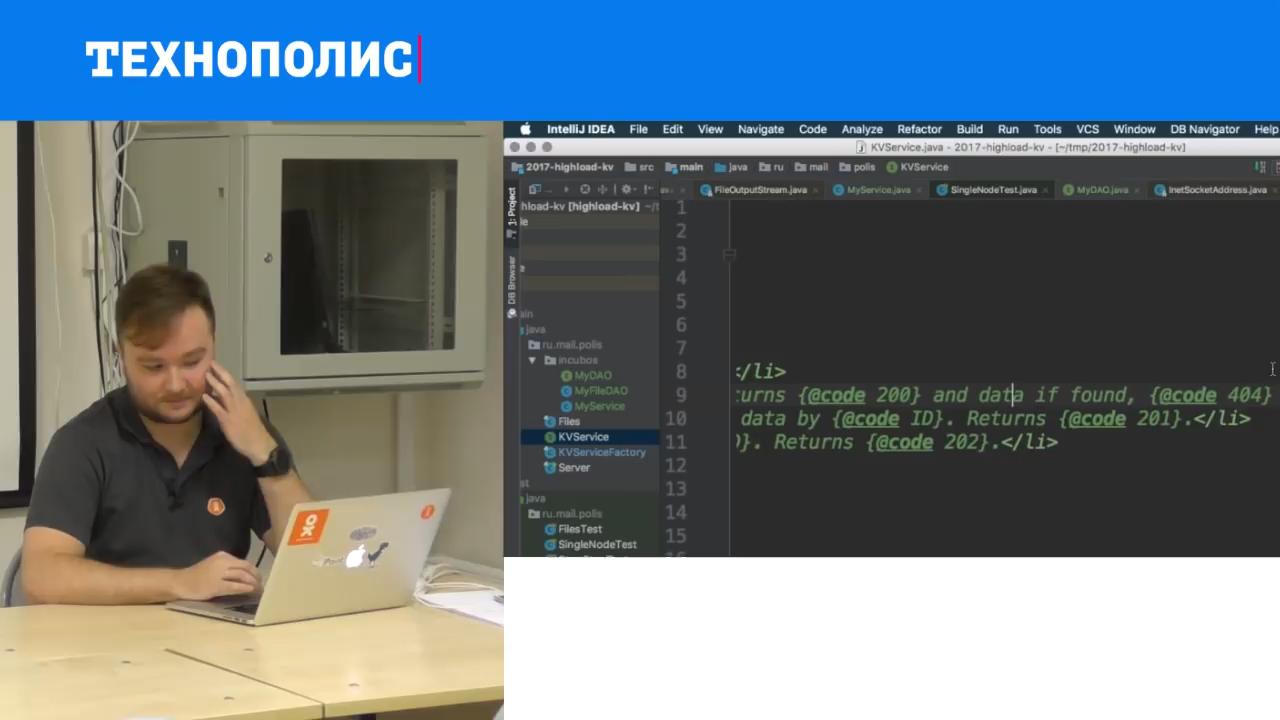 ТЕХНОПОЛИС
IntelliJ IDEA File Edit View Navigate Code Analyze Refactor Build Run Tools VCS Window DB Navigator Help
KVService.java - 2017-highload-kv - [~/tmp/2017-highload-kv]
2017-highload-kv src main java ru mail polis KVService
FileOutputStream.java MyService.java SingleNodeTest.java MyDAO.java InetSocketAddress.java
1: Project
DB Browser
hload-kv [highload-kv]
java
ru.mail.polis
incubos
MyDAO
MyFileDAO
MyService
Files
KVService
KVServiceFactory
Server
java
ru.mail.polis
FilesTest
SingleNodeTest
1
2
3
4
5
6
7
8 </li>
9 turns {@code 200} and data if found, {@code 404}
10 data by {@code ID}. Returns {@code 201}.</li>
11 }. Returns {@code 202}.</li>
12
13
14
15